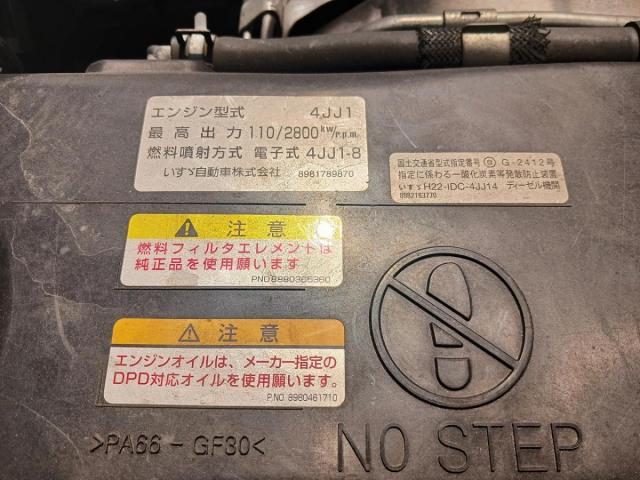 エンジン型式 4JJ1
最高出力 110/2800 kW/r.p.m.
燃料噴射方式 電子式 4JJ1-8
いすゞ自動車株式会社 8981789870
国土交通省型式指定番号 ㊂ G-2412号
指定に係わる一酸化炭素等発散防止装置
いすゞH22-IDC-4JJ14 ディーゼル機関
8982163770
注意
燃料フィルタエレメントは
純正品を使用願います
P.NO 8980365360
注意
エンジンオイルは、メーカー指定の
DPD対応オイルを使用願います。
P.NO 8980461710
>PA66-GF30<
NO STEP